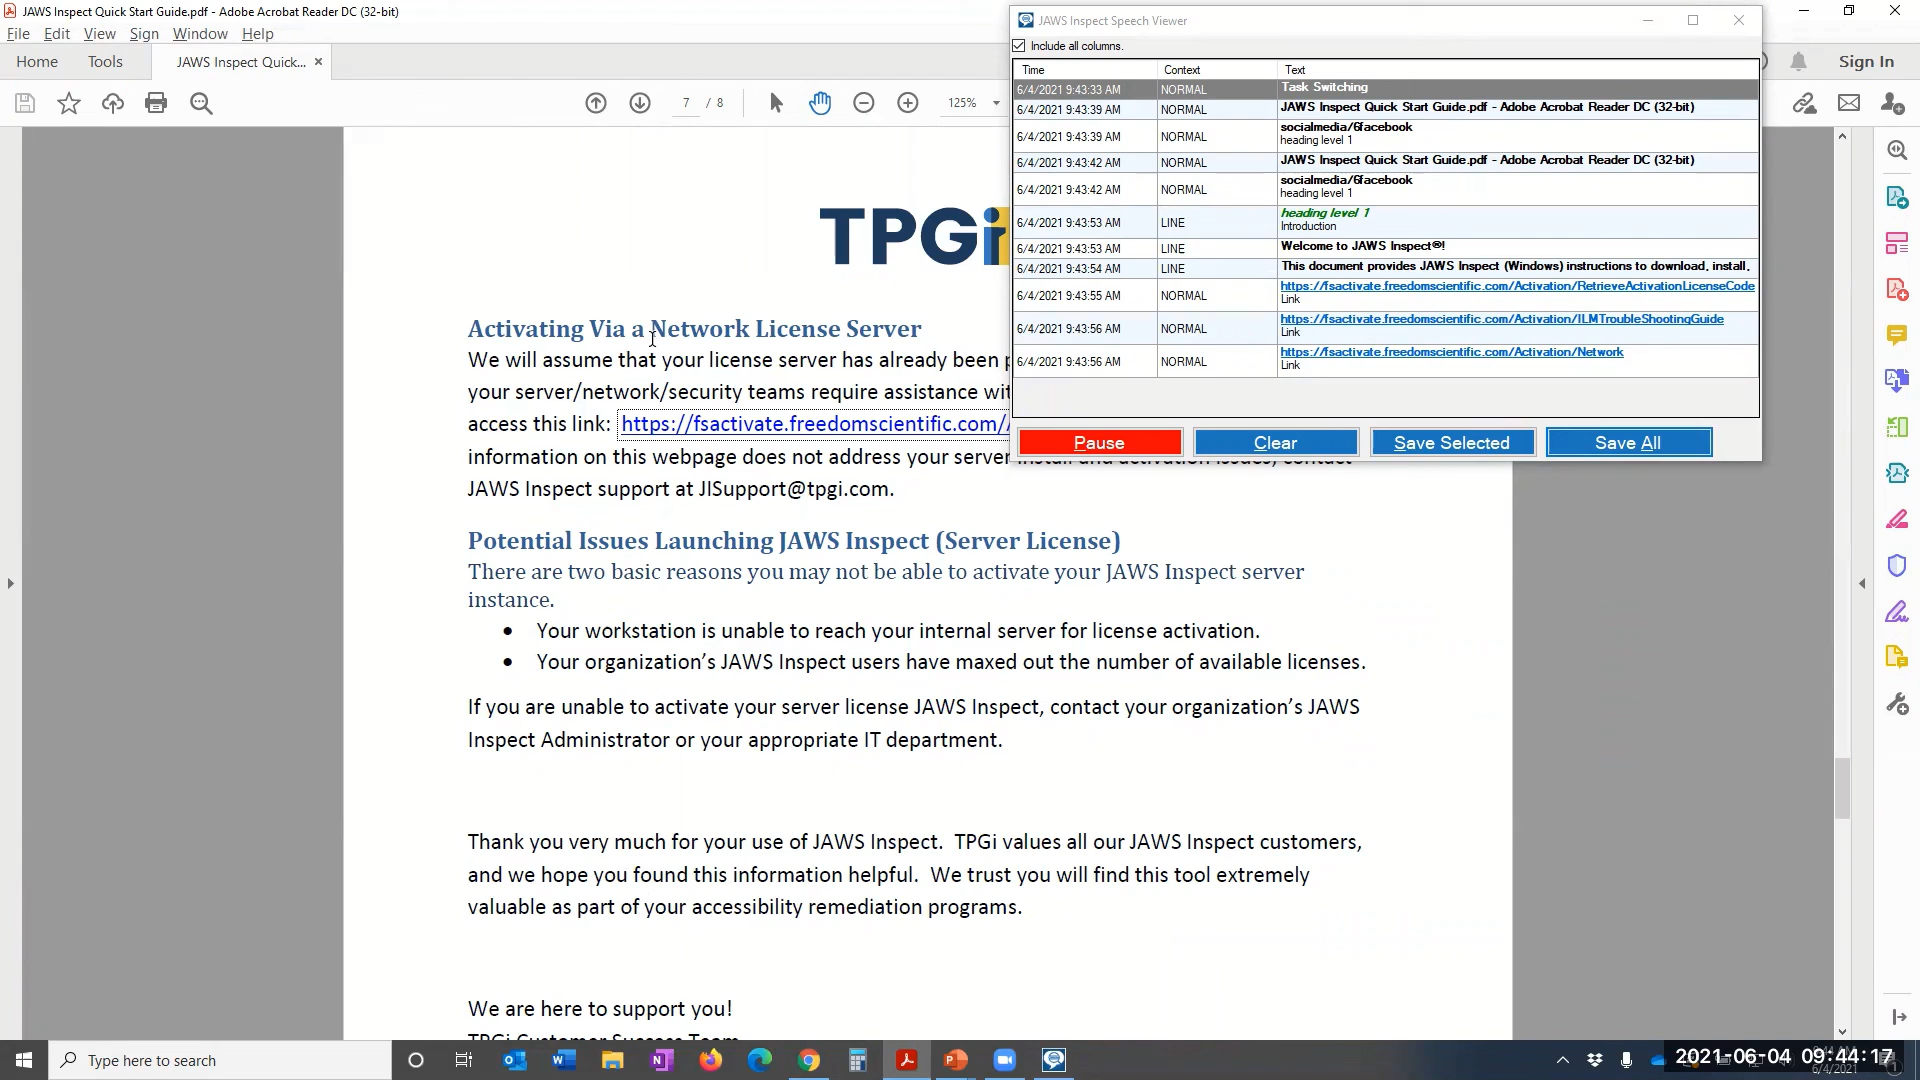 JAWS Inspect Quick Start Guide.pdf - Adobe Acrobat Reader DC (32-bit)
File Edit View Sign Window Help
Home Tools JAWS Inspect Quick... × Sign In
7 / 8 125%
TPGi
Activating Via a Network License Server
We will assume that your license server has already been
your server/network/security teams require assistance
access this link: https://fsactivate.freedomscientific.com/
information on this webpage does not address your server install and activation issues, contact
JAWS Inspect support at JISupport@tpgi.com.
Potential Issues Launching JAWS Inspect (Server License)
There are two basic reasons you may not be able to activate your JAWS Inspect server
instance.
• Your workstation is unable to reach your internal server for license activation.
• Your organization’s JAWS Inspect users have maxed out the number of available licenses.
If you are unable to activate your server license JAWS Inspect, contact your organization’s JAWS
Inspect Administrator or your appropriate IT department.
Thank you very much for your use of JAWS Inspect. TPGi values all our JAWS Inspect customers,
and we hope you found this information helpful. We trust you will find this tool extremely
valuable as part of your accessibility remediation programs.
We are here to support you!
TPGi Customer Success Team
JAWS Inspect Speech Viewer
Include all columns.
Time Context Text
6/4/2021 9:43:33 AM NORMAL Task Switching
6/4/2021 9:43:39 AM NORMAL JAWS Inspect Quick Start Guide.pdf - Adobe Acrobat Reader DC (32-bit)
6/4/2021 9:43:39 AM NORMAL socialmedia/6facebook
heading level 1
6/4/2021 9:43:42 AM NORMAL JAWS Inspect Quick Start Guide.pdf - Adobe Acrobat Reader DC (32-bit)
6/4/2021 9:43:42 AM NORMAL socialmedia/6facebook
heading level 1
6/4/2021 9:43:53 AM LINE heading level 1
Introduction
6/4/2021 9:43:53 AM LINE Welcome to JAWS Inspect®!
6/4/2021 9:43:54 AM LINE This document provides JAWS Inspect (Windows) instructions to download, install,
6/4/2021 9:43:55 AM NORMAL https://fsactivate.freedomscientific.com/Activation/RetrieveActivationLicenseCode
Link
6/4/2021 9:43:56 AM NORMAL https://fsactivate.freedomscientific.com/Activation/ILMTroubleShootingGuide
Link
6/4/2021 9:43:56 AM NORMAL https://fsactivate.freedomscientific.com/Activation/Network
Link
Pause Clear Save Selected Save All
Type here to search
2021-06-04 09:44:17
6/4/2021